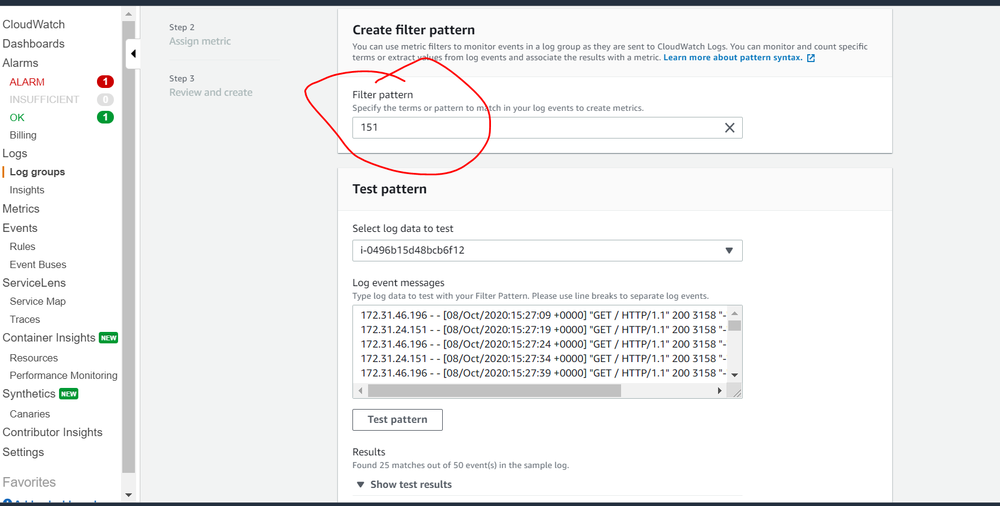 CloudWatch
Dashboards
Alarms
ALARM 1
INSUFFICIENT 0
OK 1
Billing
Logs
Log groups
Insights
Metrics
Events
Rules
Event Buses
ServiceLens
Service Map
Traces
Container Insights NEW
Resources
Performance Monitoring
Synthetics NEW
Canaries
Contributor Insights
Settings
Favorites
Step 2
Assign metric
Step 3
Review and create
Create filter pattern
You can use metric filters to monitor events in a log group as they are sent to CloudWatch Logs. You can monitor and count specific
terms or extract values from log events and associate the results with a metric. Learn more about pattern syntax.
Filter pattern
Specify the terms or pattern to match in your log events to create metrics.
151
Test pattern
Select log data to test
i-0496b15d48bcb6f12
Log event messages
Type log data to test with your Filter Pattern. Please use line breaks to separate log events.
172.31.46.196 - - [08/Oct/2020:15:27:09 +0000] "GET / HTTP/1.1" 200 3158 "-
172.31.24.151 - - [08/Oct/2020:15:27:19 +0000] "GET / HTTP/1.1" 200 3158 "-
172.31.46.196 - - [08/Oct/2020:15:27:24 +0000] "GET / HTTP/1.1" 200 3158 "-
172.31.24.151 - - [08/Oct/2020:15:27:34 +0000] "GET / HTTP/1.1" 200 3158 "-
172.31.46.196 - - [08/Oct/2020:15:27:39 +0000] "GET / HTTP/1.1" 200 3158 "-
Test pattern
Results
Found 25 matches out of 50 event(s) in the sample log.
Show test results